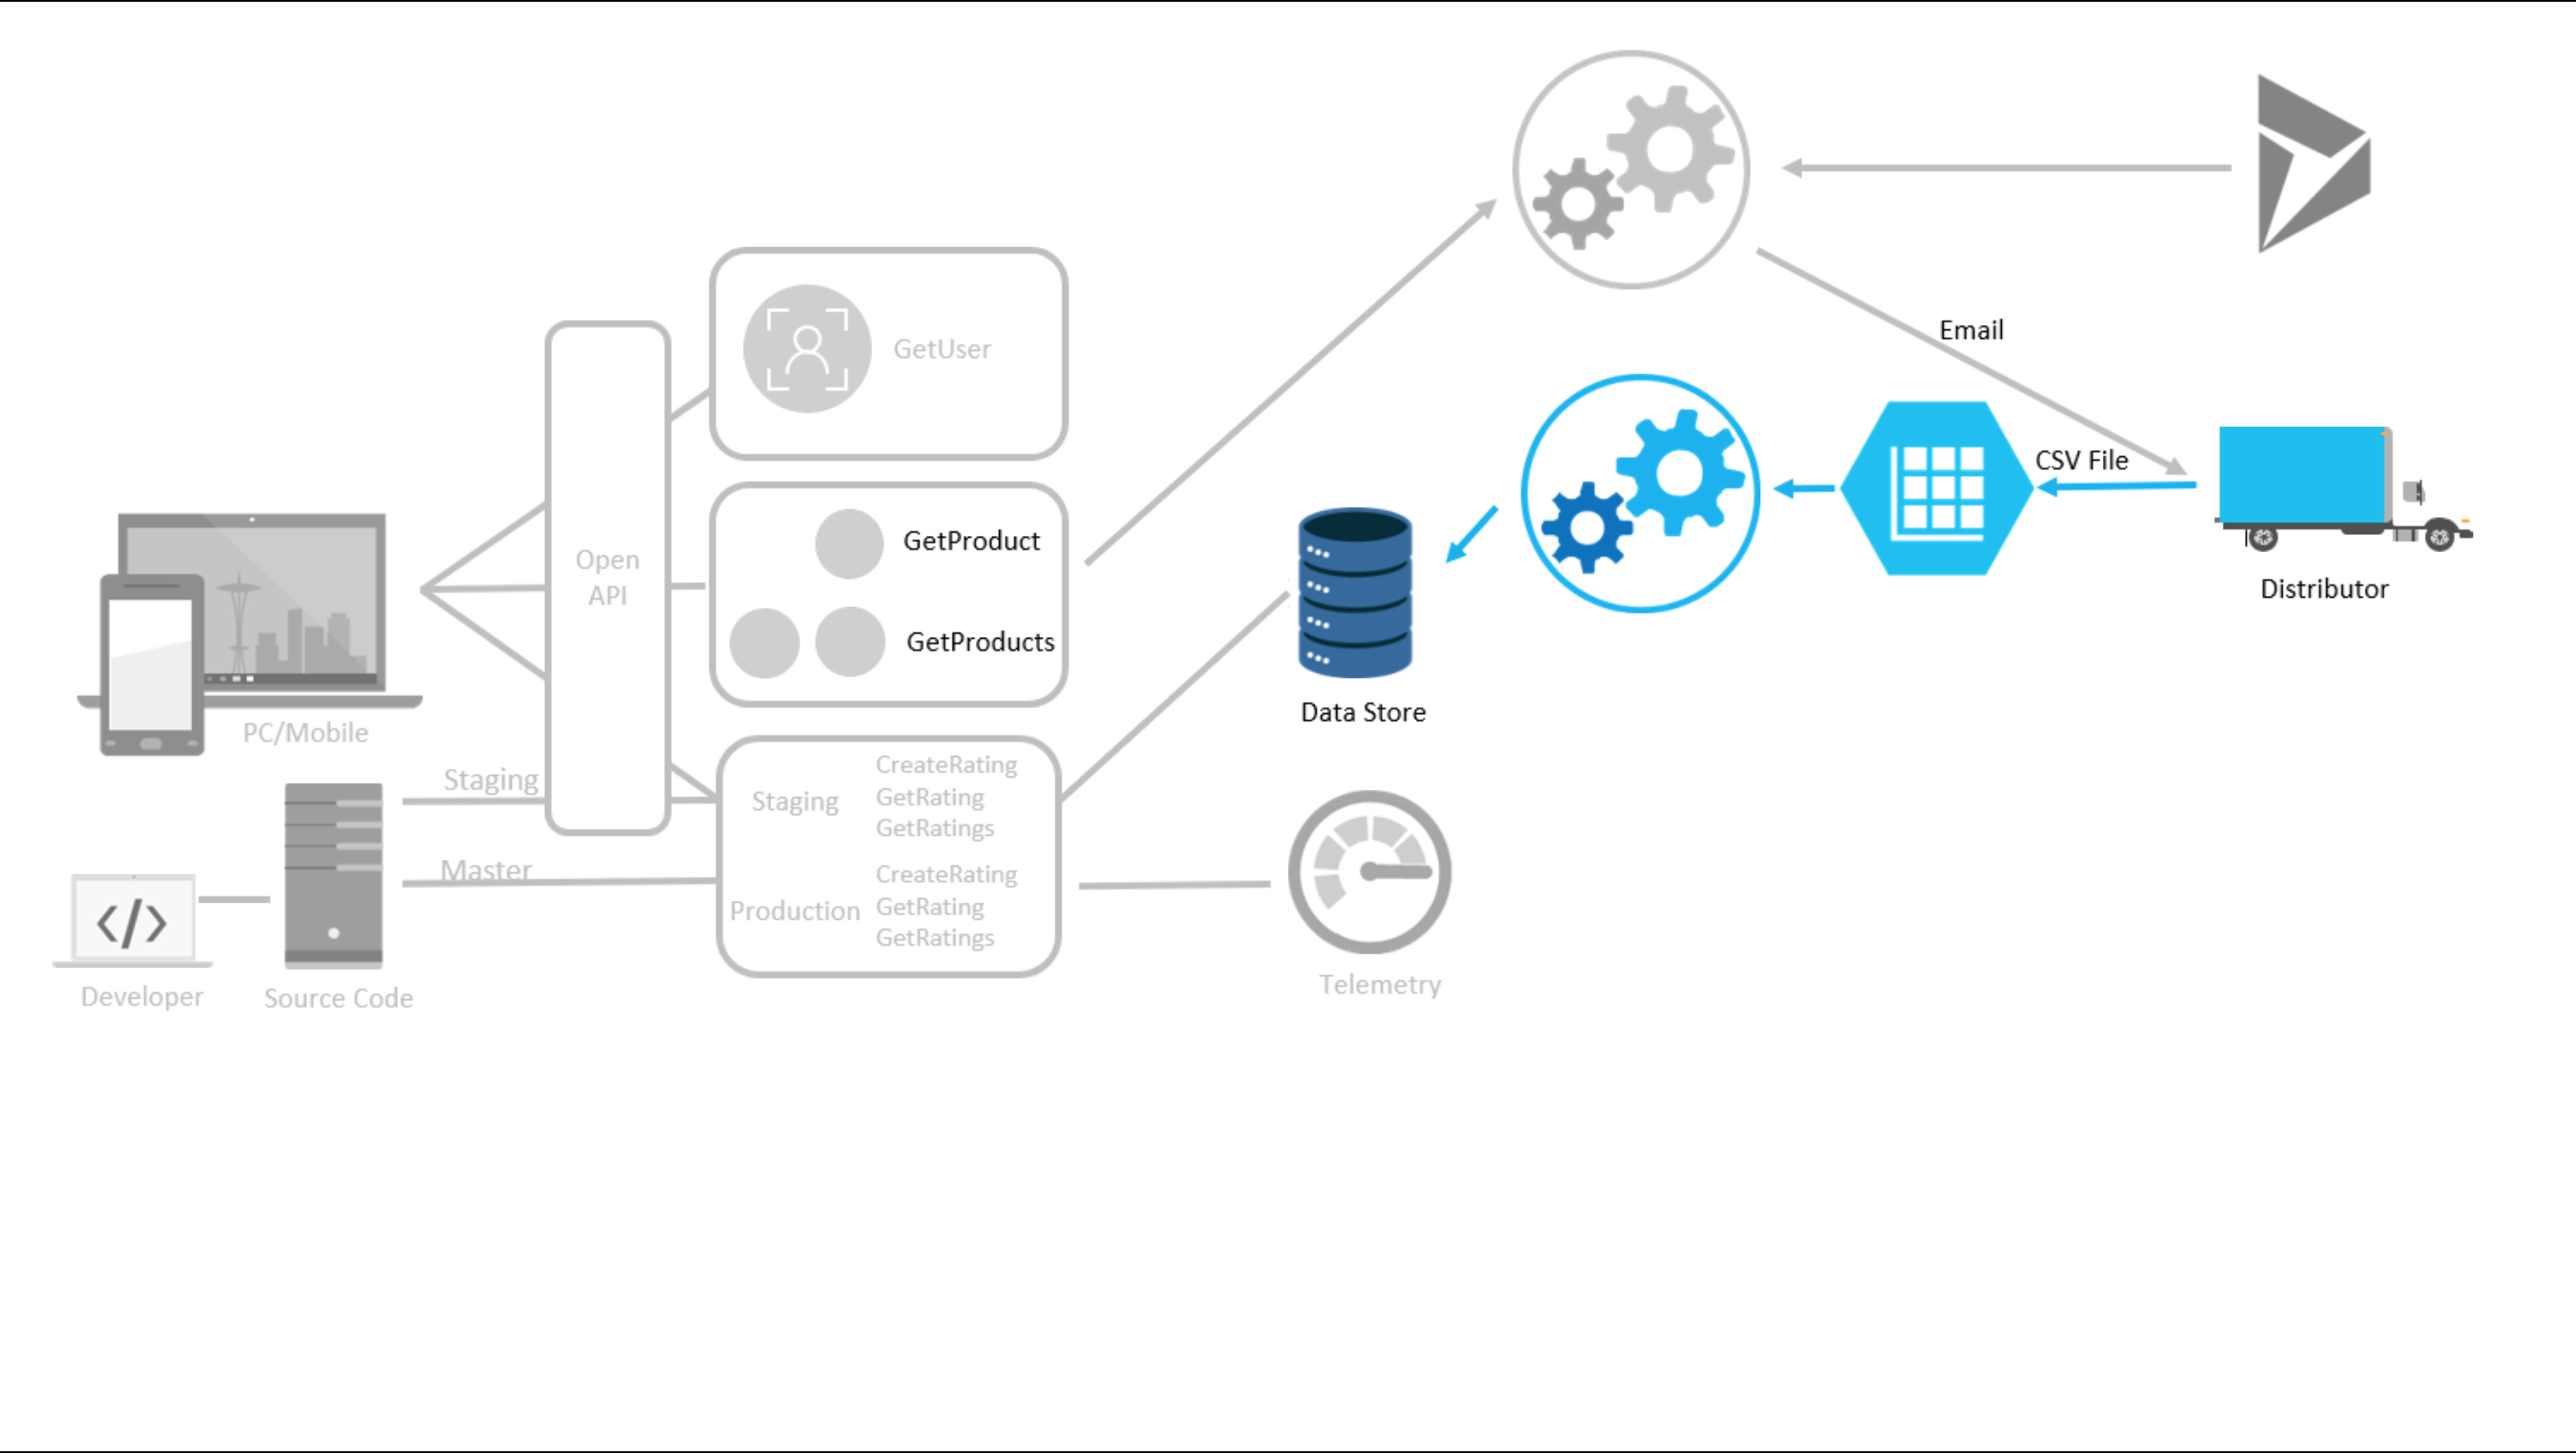 GetUser
Email
CSV File
Open
API
GetProduct
GetProducts
Distributor
PC/Mobile
Data Store
Staging
Staging
CreateRating
GetRating
GetRatings
Master
Production
CreateRating
GetRating
GetRatings
</>
Developer
Source Code
Telemetry